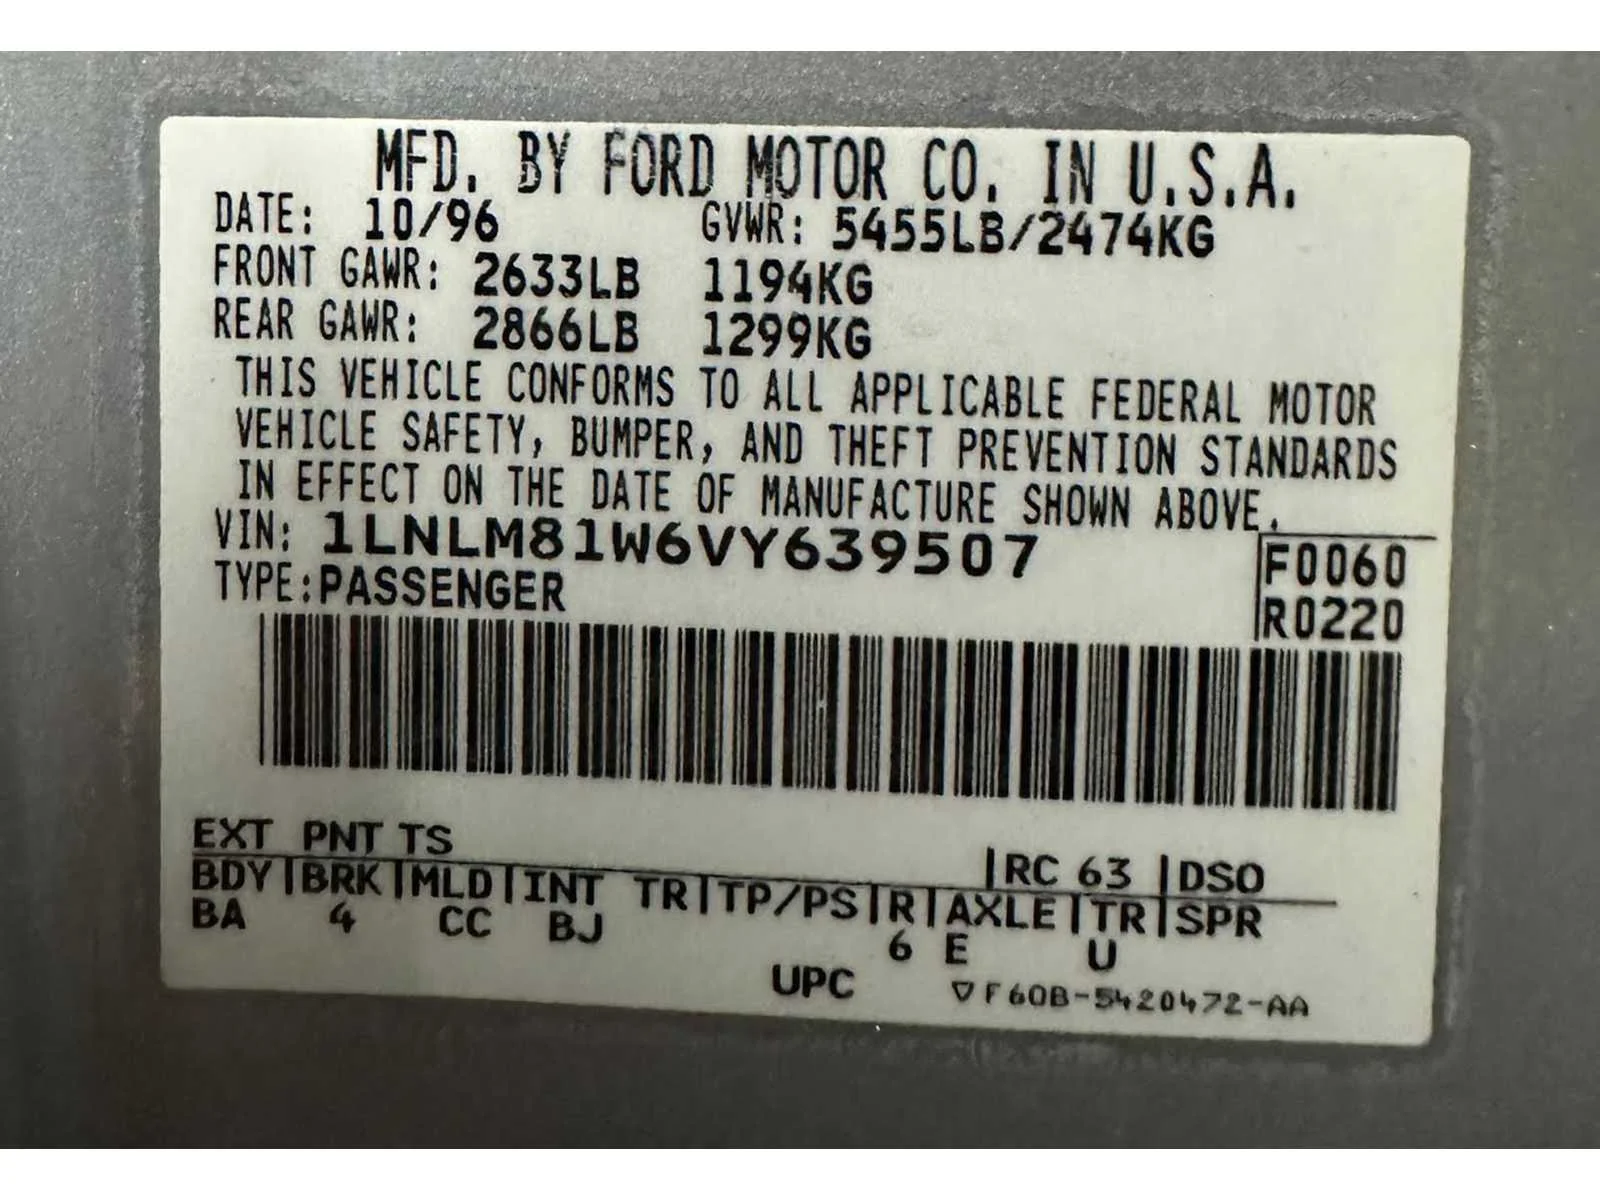 MFD. BY FORD MOTOR CO. IN U.S.A.
DATE: 10/96 GVWR: 5455LB/2474KG
FRONT GAWR: 2633LB 1194KG
REAR GAWR: 2866LB 1299KG
THIS VEHICLE CONFORMS TO ALL APPLICABLE FEDERAL MOTOR
VEHICLE SAFETY, BUMPER, AND THEFT PREVENTION STANDARDS
IN EFFECT ON THE DATE OF MANUFACTURE SHOWN ABOVE.
VIN: 1LNLM81W6VY639507
F0060
TYPE:PASSENGER
R0220
EXT PNT TS
RC 63 |DSO
BDY|BRK|MLD|INT TR|TP/PS|R|AXLE|TR|SPR
BA 4 CC BJ 6 E U
UPC ▽F60B-5420472-AA